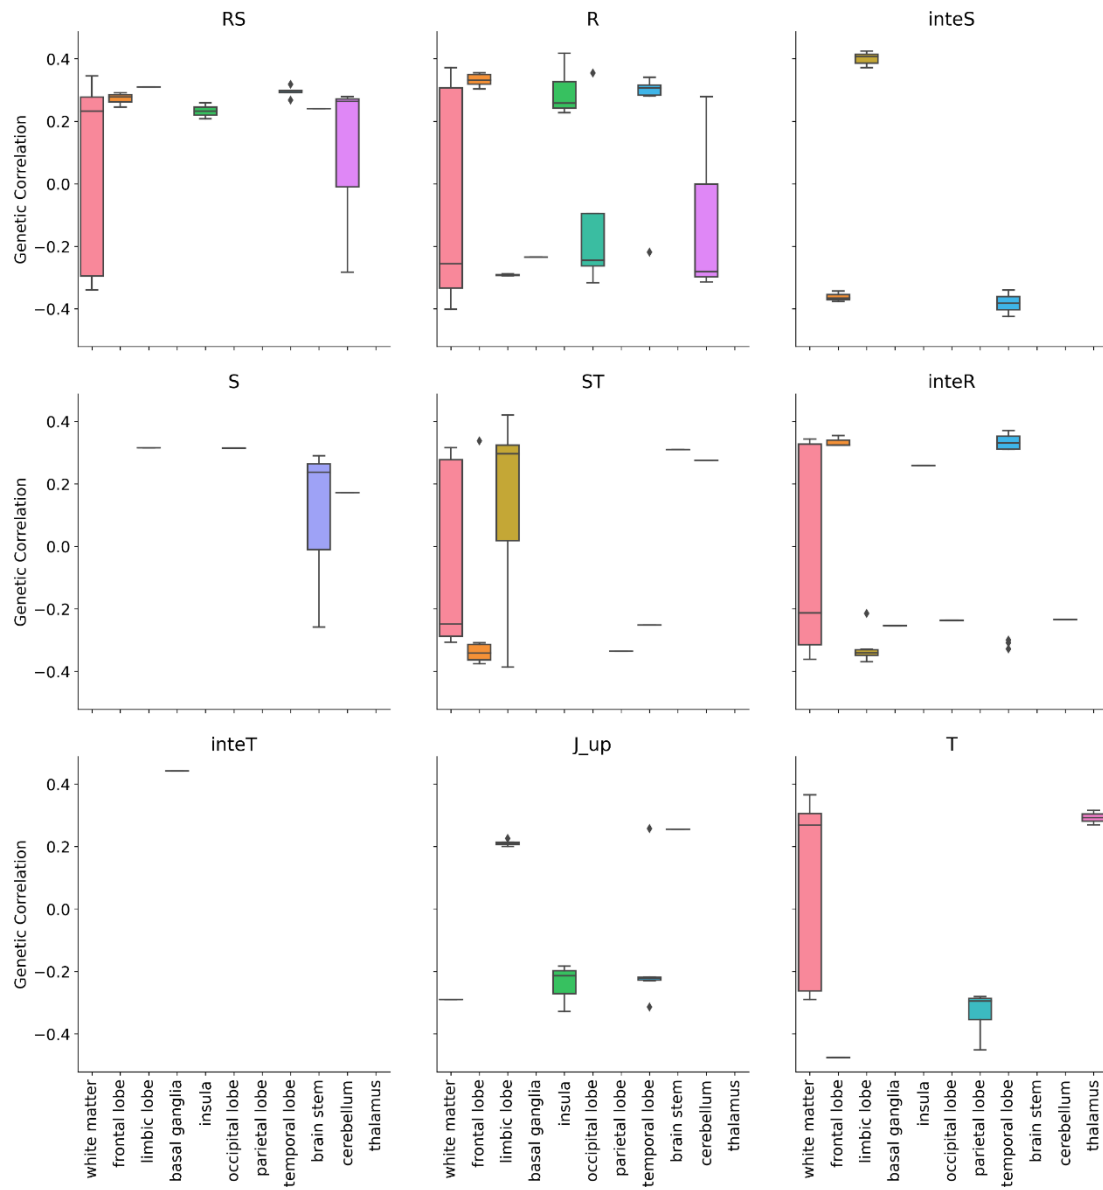 RS
R
inteS
Genetic Correlation
0.4
0.2
0.0
−0.2
−0.4
S
ST
inteR
Genetic Correlation
0.4
0.2
0.0
−0.2
−0.4
inteT
J_up
T
Genetic Correlation
0.4
0.2
0.0
−0.2
−0.4
white matter
frontal lobe
limbic lobe
basal ganglia
insula
occipital lobe
parietal lobe
temporal lobe
brain stem
cerebellum
thalamus
white matter
frontal lobe
limbic lobe
basal ganglia
insula
occipital lobe
parietal lobe
temporal lobe
brain stem
cerebellum
thalamus
white matter
frontal lobe
limbic lobe
basal ganglia
insula
occipital lobe
parietal lobe
temporal lobe
brain stem
cerebellum
thalamus